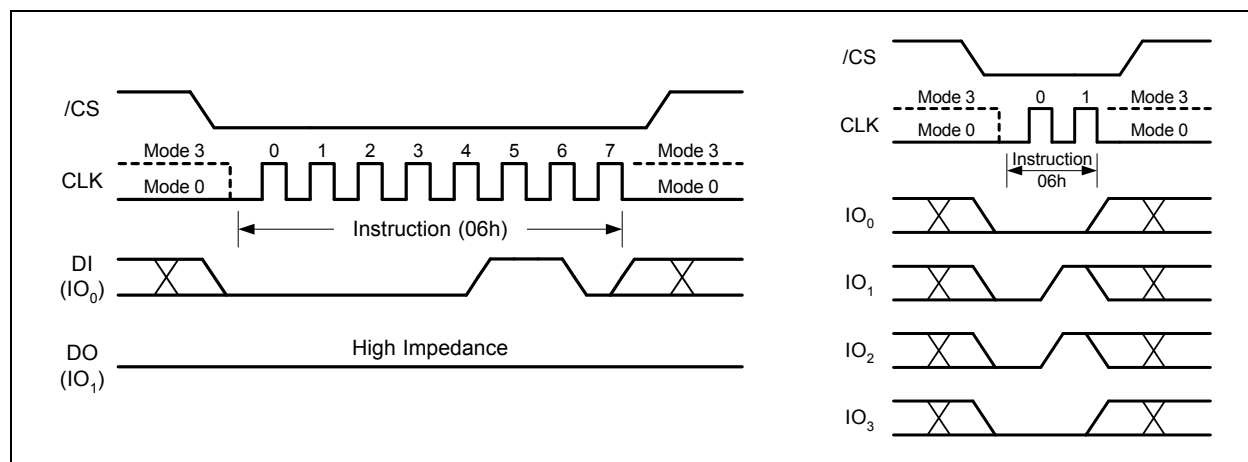 /CS
CLK
Mode 3
Mode 0
0 1 2 3 4 5 6 7
Mode 3
Mode 0
Instruction (06h)
DI
(IO0)
DO
(IO1)
High Impedance
/CS
CLK
Mode 3
Mode 0
0 1
Mode 3
Mode 0
Instruction
06h
IO0
IO1
IO2
IO3